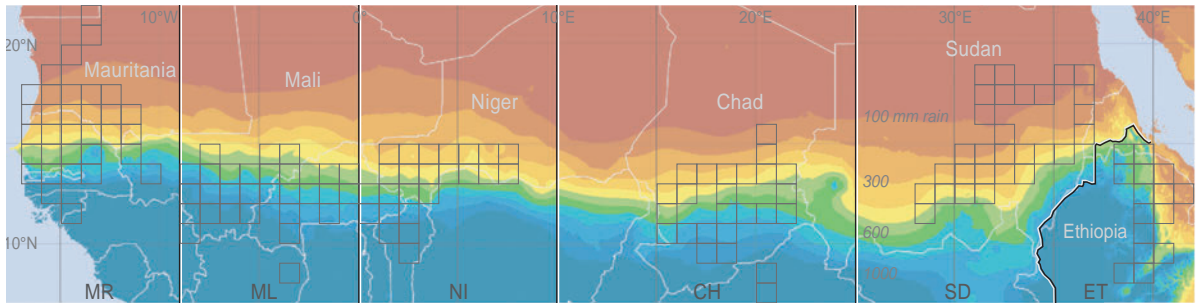 10°W 0° 10°E 20°E 30°E 40°E
20°N
Mauritania
Mali
Niger
Chad
Sudan
100 mm rain
300
600
1000
10°N
Ethiopia
MR ML NI CH SD ET